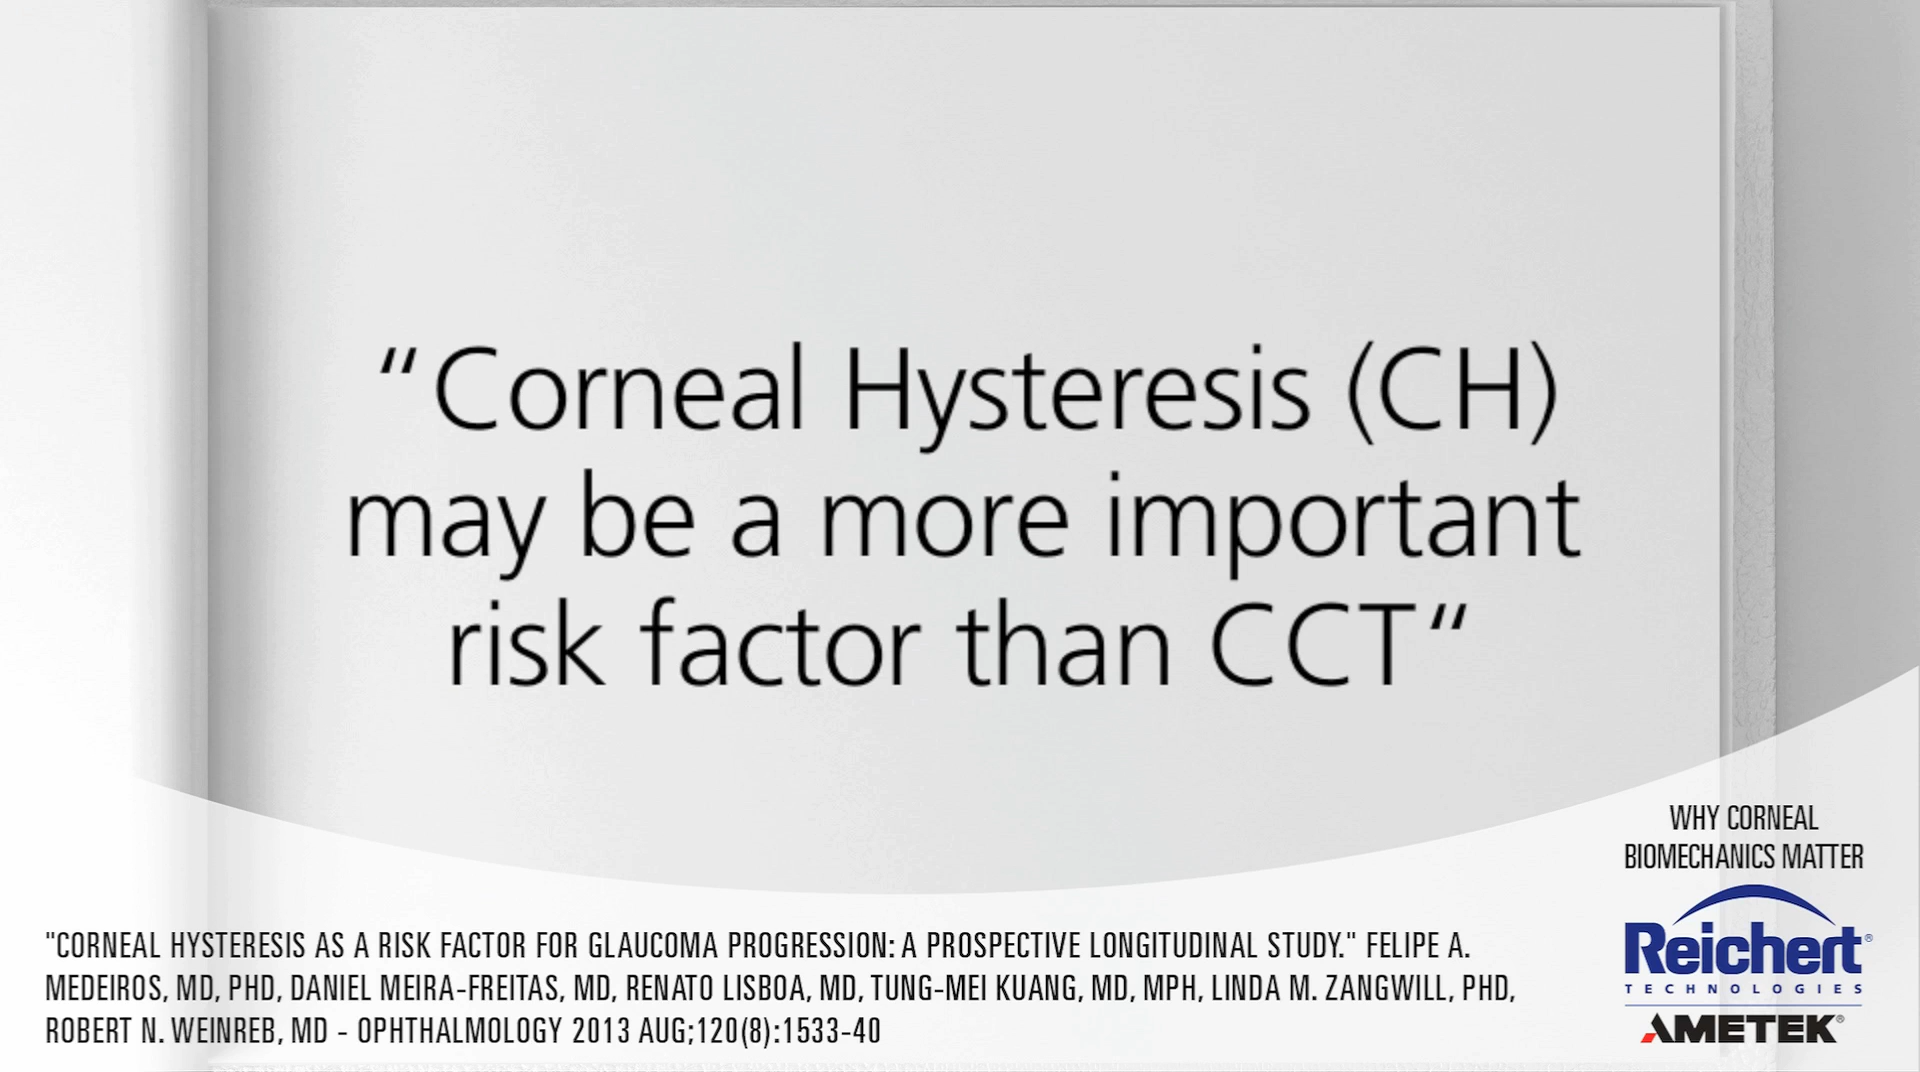 “Corneal Hysteresis (CH)
may be a more important
risk factor than CCT“
WHY CORNEAL
BIOMECHANICS MATTER
Reichert®
TECHNOLOGIES
AMETEK®
"CORNEAL HYSTERESIS AS A RISK FACTOR FOR GLAUCOMA PROGRESSION: A PROSPECTIVE LONGITUDINAL STUDY." FELIPE A.
MEDEIROS, MD, PHD, DANIEL MEIRA-FREITAS, MD, RENATO LISBOA, MD, TUNG-MEI KUANG, MD, MPH, LINDA M. ZANGWILL, PHD,
ROBERT N. WEINREB, MD - OPHTHALMOLOGY 2013 AUG;120(8):1533-40